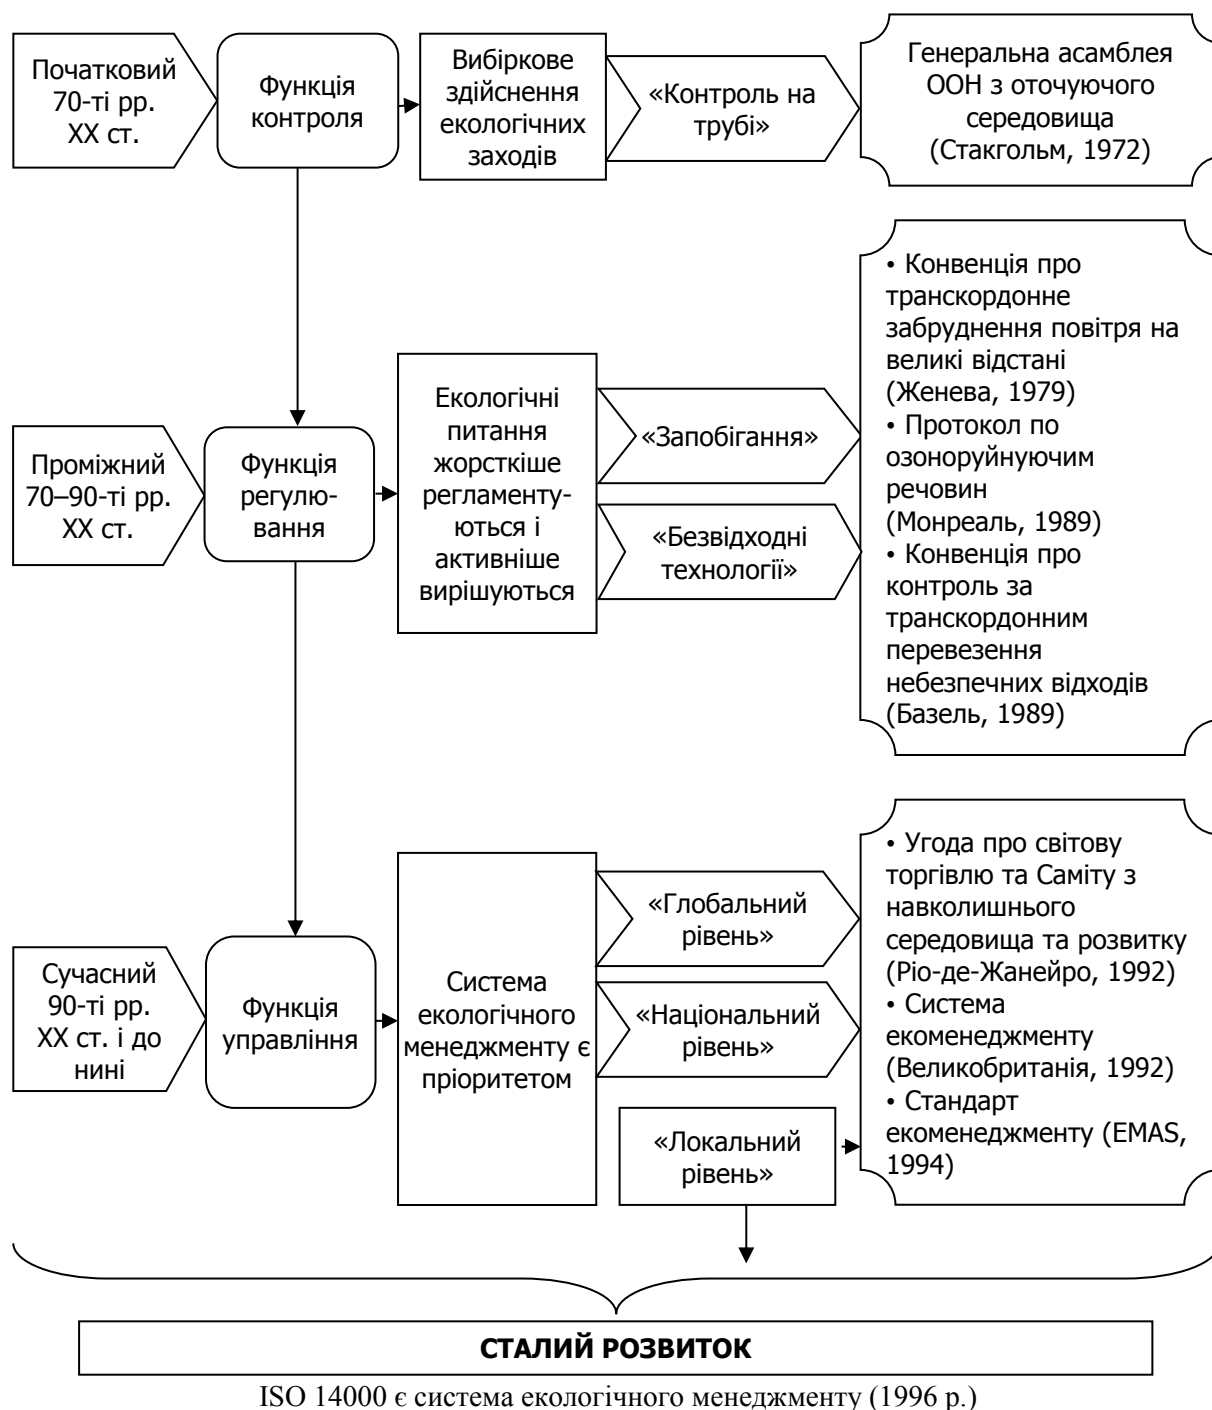 Початковий
70-ті рр.
XX ст.
Функція
контроля
Вибіркове
здійснення
екологічних
заходів
«Контроль на
трубі»
Генеральна асамблея
ООН з оточуючого
середовища
(Стакгольм, 1972)
Проміжний
70–90-ті рр.
XX ст.
Функція
регулю-
вання
Екологічні
питання
жорсткіше
регламенту-
ються і
активніше
вирішуються
«Запобігання»
«Безвідходні
технології»
• Конвенція про
транскордонне
забруднення повітря на
великі відстані
(Женева, 1979)
• Протокол по
озоноруйнуючим
речовин
(Монреаль, 1989)
• Конвенція про
контроль за
транскордонним
перевезення
небезпечних відходів
(Базель, 1989)
Сучасний
90-ті рр.
XX ст. і до
нині
Функція
управління
Система
екологічного
менеджменту є
пріоритетом
«Глобальний
рівень»
«Національний
рівень»
«Локальний
рівень»
• Угода про світову
торгівлю та Саміту з
навколишнього
середовища та розвитку
(Ріо-де-Жанейро, 1992)
• Система
екоменеджменту
(Великобританія, 1992)
• Стандарт
екоменеджменту (EMAS,
1994)
СТАЛИЙ РОЗВИТОК
ISO 14000 є система екологічного менеджменту (1996 р.)